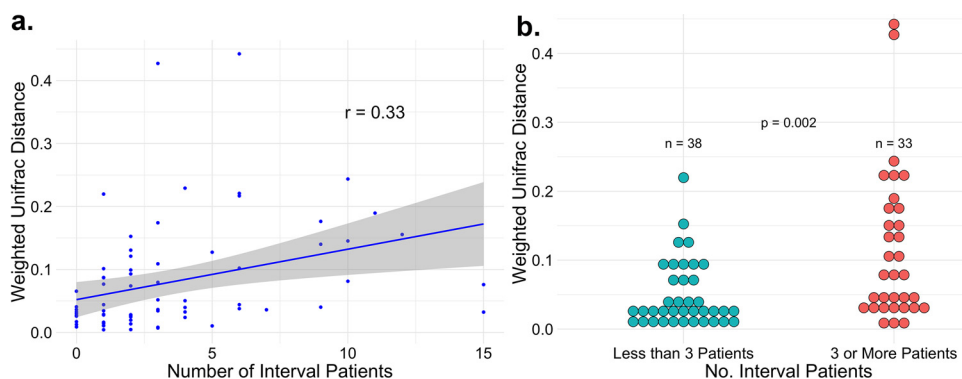 a.
Weighted Unifrac Distance
0.4
0.3
0.2
0.1
0.0
r = 0.33
0 5 10 15
Number of Interval Patients
b.
Weighted Unifrac Distance
0.4
0.3
0.2
0.1
0.0
p = 0.002
n = 38 n = 33
Less than 3 Patients 3 or More Patients
No. Interval Patients